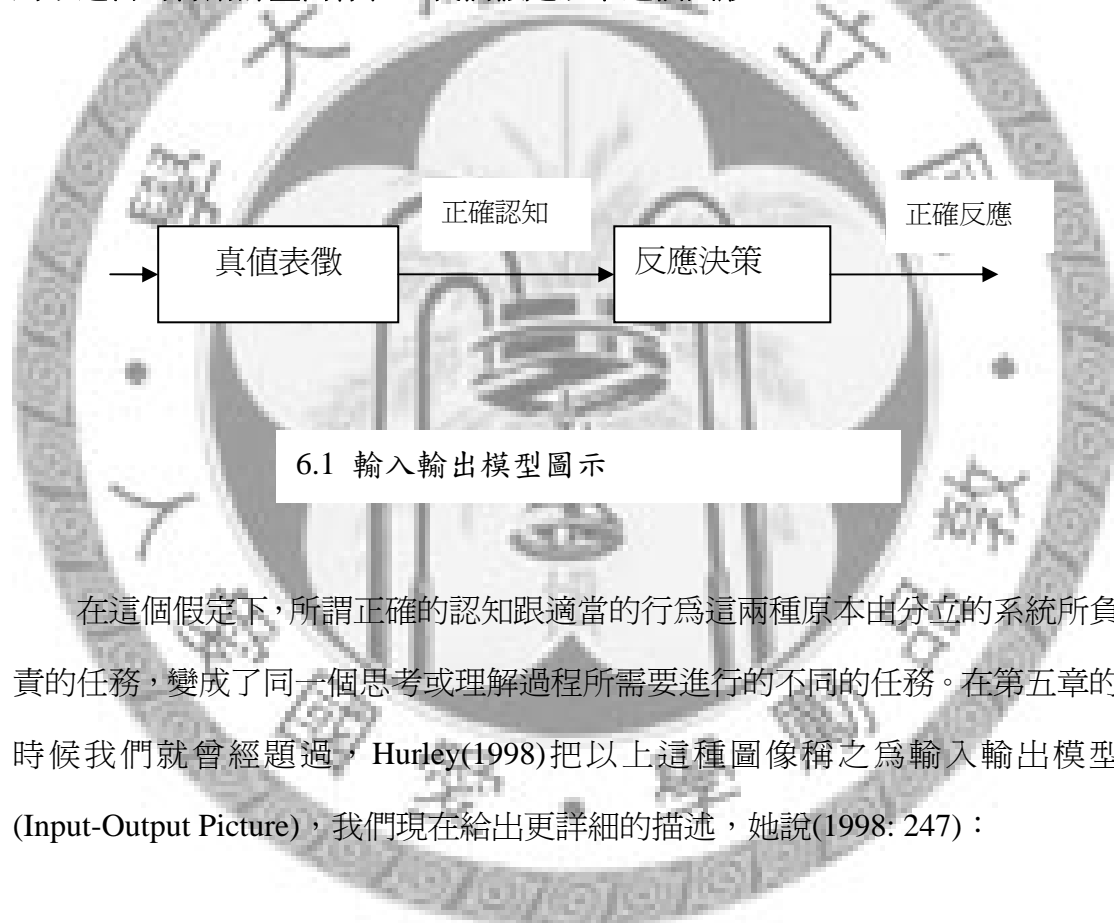 正確認知
正確反應
真值表徵
反應決策
6.1 輸入輸出模型圖示
在這個假定下，所謂正確的認知跟適當的行為這兩種原本由分立的系統所負
責的任務，變成了同一個思考或理解過程所需要進行的不同的任務。在第五章的
時候我們就曾經題過，Hurley(1998)把以上這種圖像稱之為輸入輸出模型
(Input-Output Picture)，我們現在給出更詳細的描述，她說(1998: 247)：